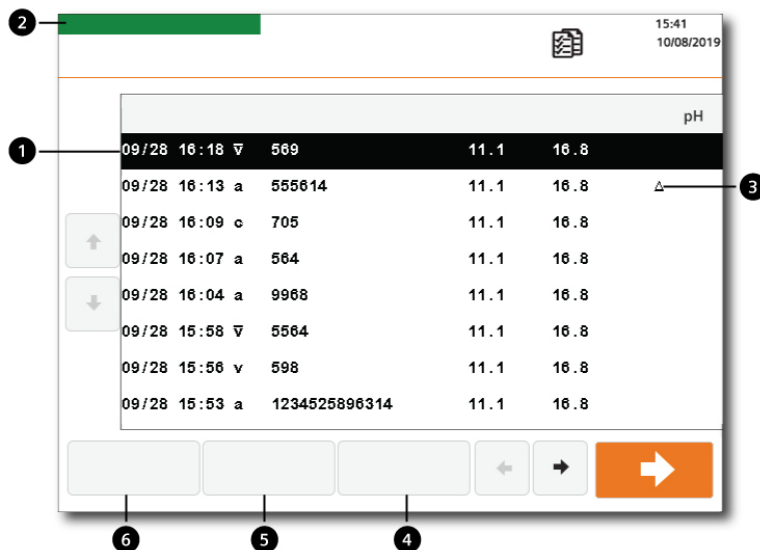 2
15:41
10/08/2019
pH
1
09/28 16:18 v̅ 569 11.1 16.8
09/28 16:13 a 555614 11.1 16.8 Δ
3
09/28 16:09 c 705 11.1 16.8
09/28 16:07 a 564 11.1 16.8
09/28 16:04 a 9968 11.1 16.8
09/28 15:58 v̅ 5564 11.1 16.8
09/28 15:56 v 598 11.1 16.8
09/28 15:53 a 1234525896314 11.1 16.8
6 5 4